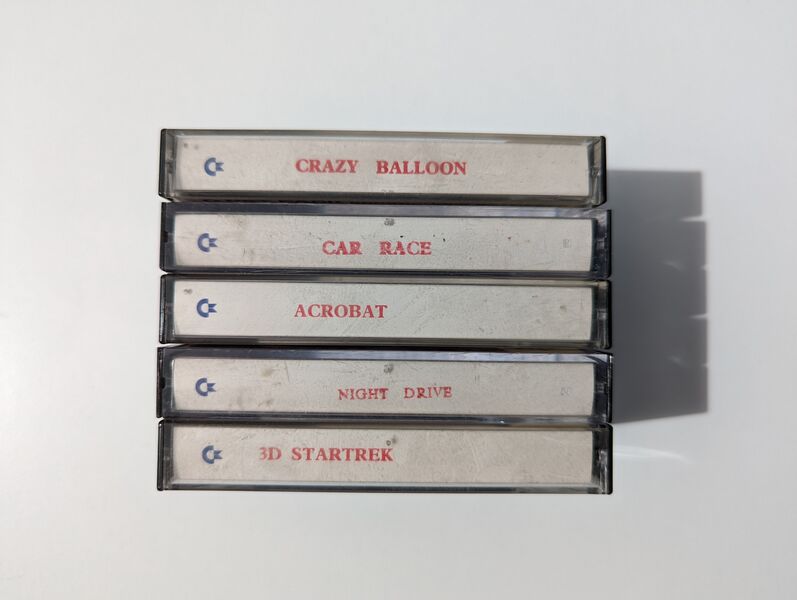 CRAZY BALLOON
CAR RACE
ACROBAT
NIGHT DRIVE
3D STARTREK